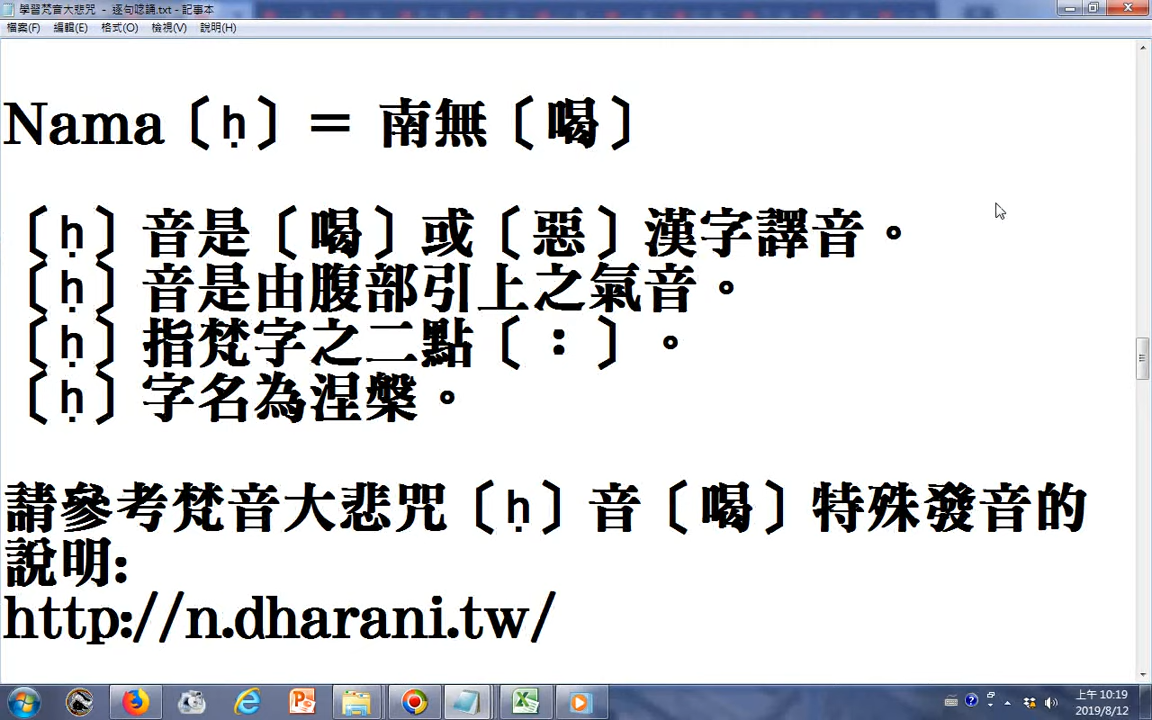 學習梵音大悲咒 - 逐句唸誦.txt - 記事本
檔案(F) 編輯(E) 格式(O) 檢視(V) 說明(H)
Nama〔ḥ〕＝ 南無〔喝〕
〔ḥ〕音是〔喝〕或〔惡〕漢字譯音。
〔ḥ〕音是由腹部引上之氣音。
〔ḥ〕指梵字之二點〔：〕。
〔ḥ〕字名為涅槃。
請參考梵音大悲咒〔ḥ〕音〔喝〕特殊發音的
說明:
http://n.dharani.tw/
上午 10:19
2019/8/12